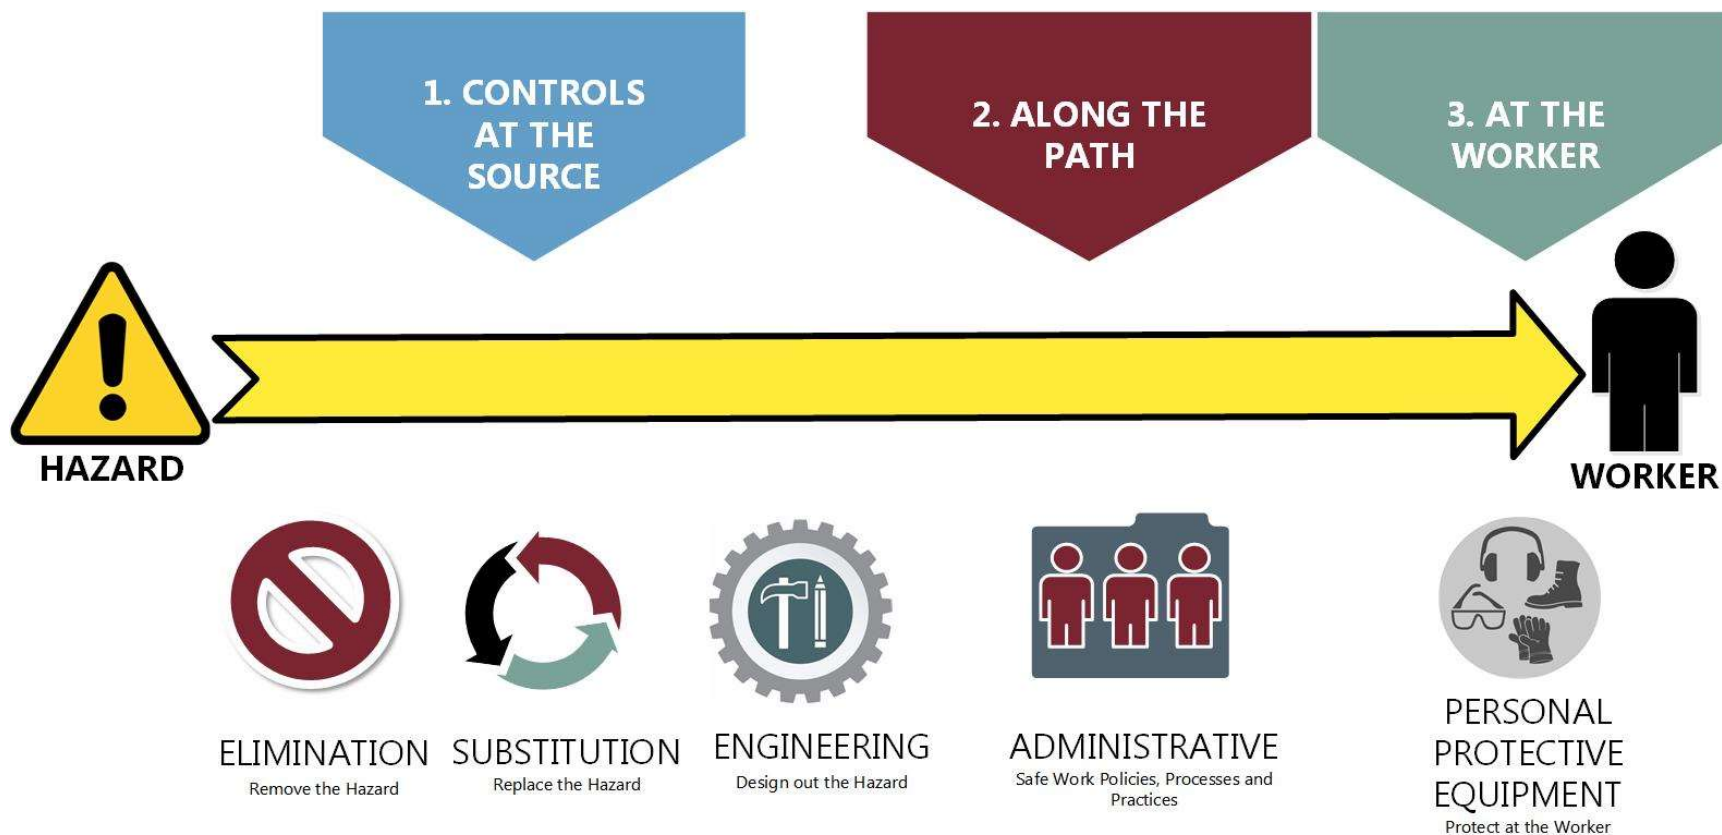 1. CONTROLS
AT THE
SOURCE
2. ALONG THE
PATH
3. AT THE
WORKER
HAZARD
WORKER
ELIMINATION
Remove the Hazard
SUBSTITUTION
Replace the Hazard
ENGINEERING
Design out the Hazard
ADMINISTRATIVE
Safe Work Policies, Processes and
Practices
PERSONAL
PROTECTIVE
EQUIPMENT
Protect at the Worker